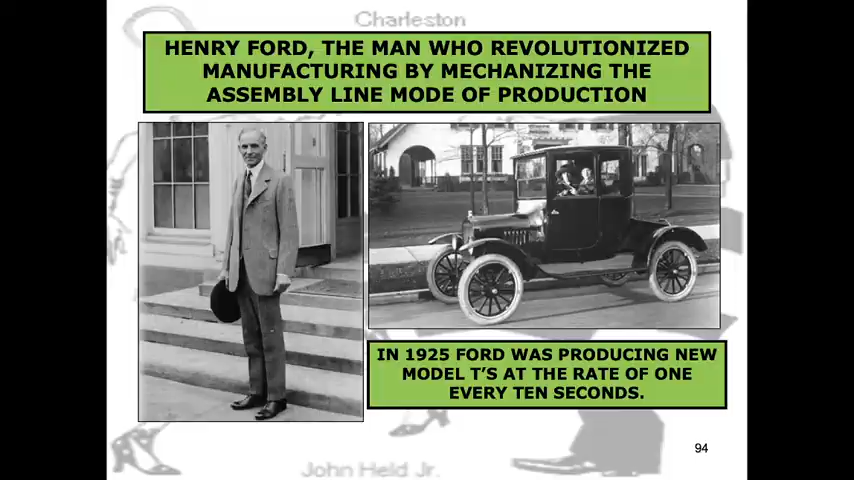 Charleston
HENRY FORD, THE MAN WHO REVOLUTIONIZED
MANUFACTURING BY MECHANIZING THE
ASSEMBLY LINE MODE OF PRODUCTION
IN 1925 FORD WAS PRODUCING NEW
MODEL T'S AT THE RATE OF ONE
EVERY TEN SECONDS.
94
John Held Jr.